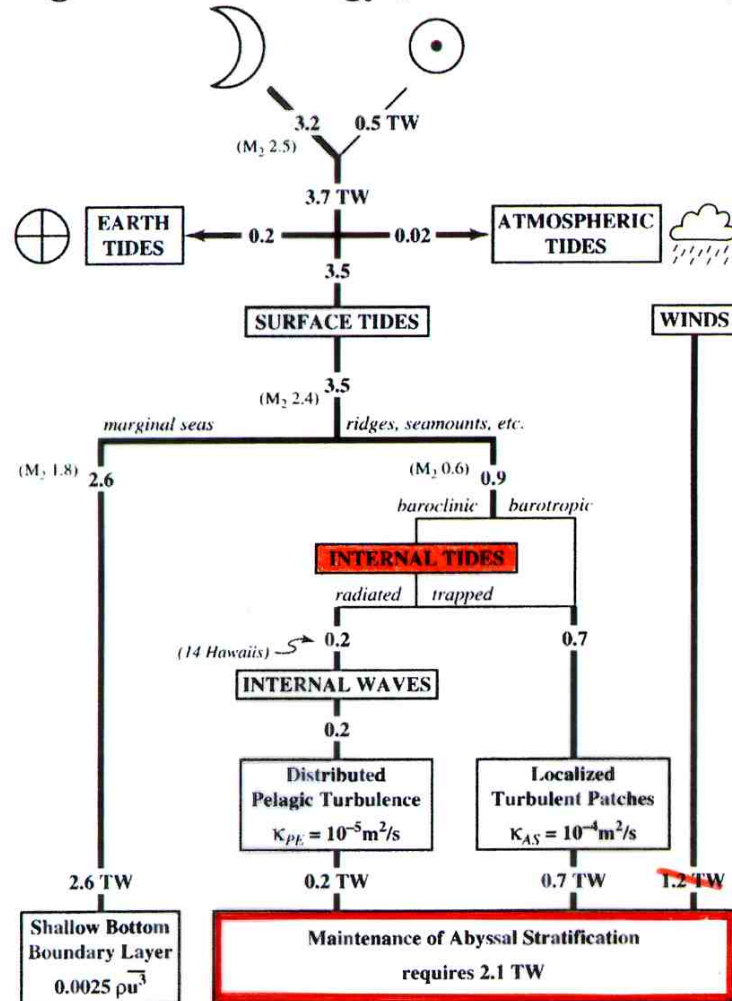 3.2 0.5 TW
(M₂ 2.5)
3.7 TW
EARTH
TIDES
0.2
0.02
ATMOSPHERIC
TIDES
3.5
SURFACE TIDES
WINDS
3.5
(M₂ 2.4)
marginal seas
ridges, seamounts, etc.
(M₂ 1.8)
2.6
(M₂ 0.6)
0.9
baroclinic barotropic
INTERNAL TIDES
radiated trapped
(14 Hawaiis)
0.2
0.7
INTERNAL WAVES
0.2
Distributed
Pelagic Turbulence
κPE = 10⁻⁵m²/s
Localized
Turbulent Patches
κAS = 10⁻⁴m²/s
2.6 TW
0.2 TW
0.7 TW
1.2 TW
Shallow Bottom
Boundary Layer
0.0025 ρu³
Maintenance of Abyssal Stratification
requires 2.1 TW